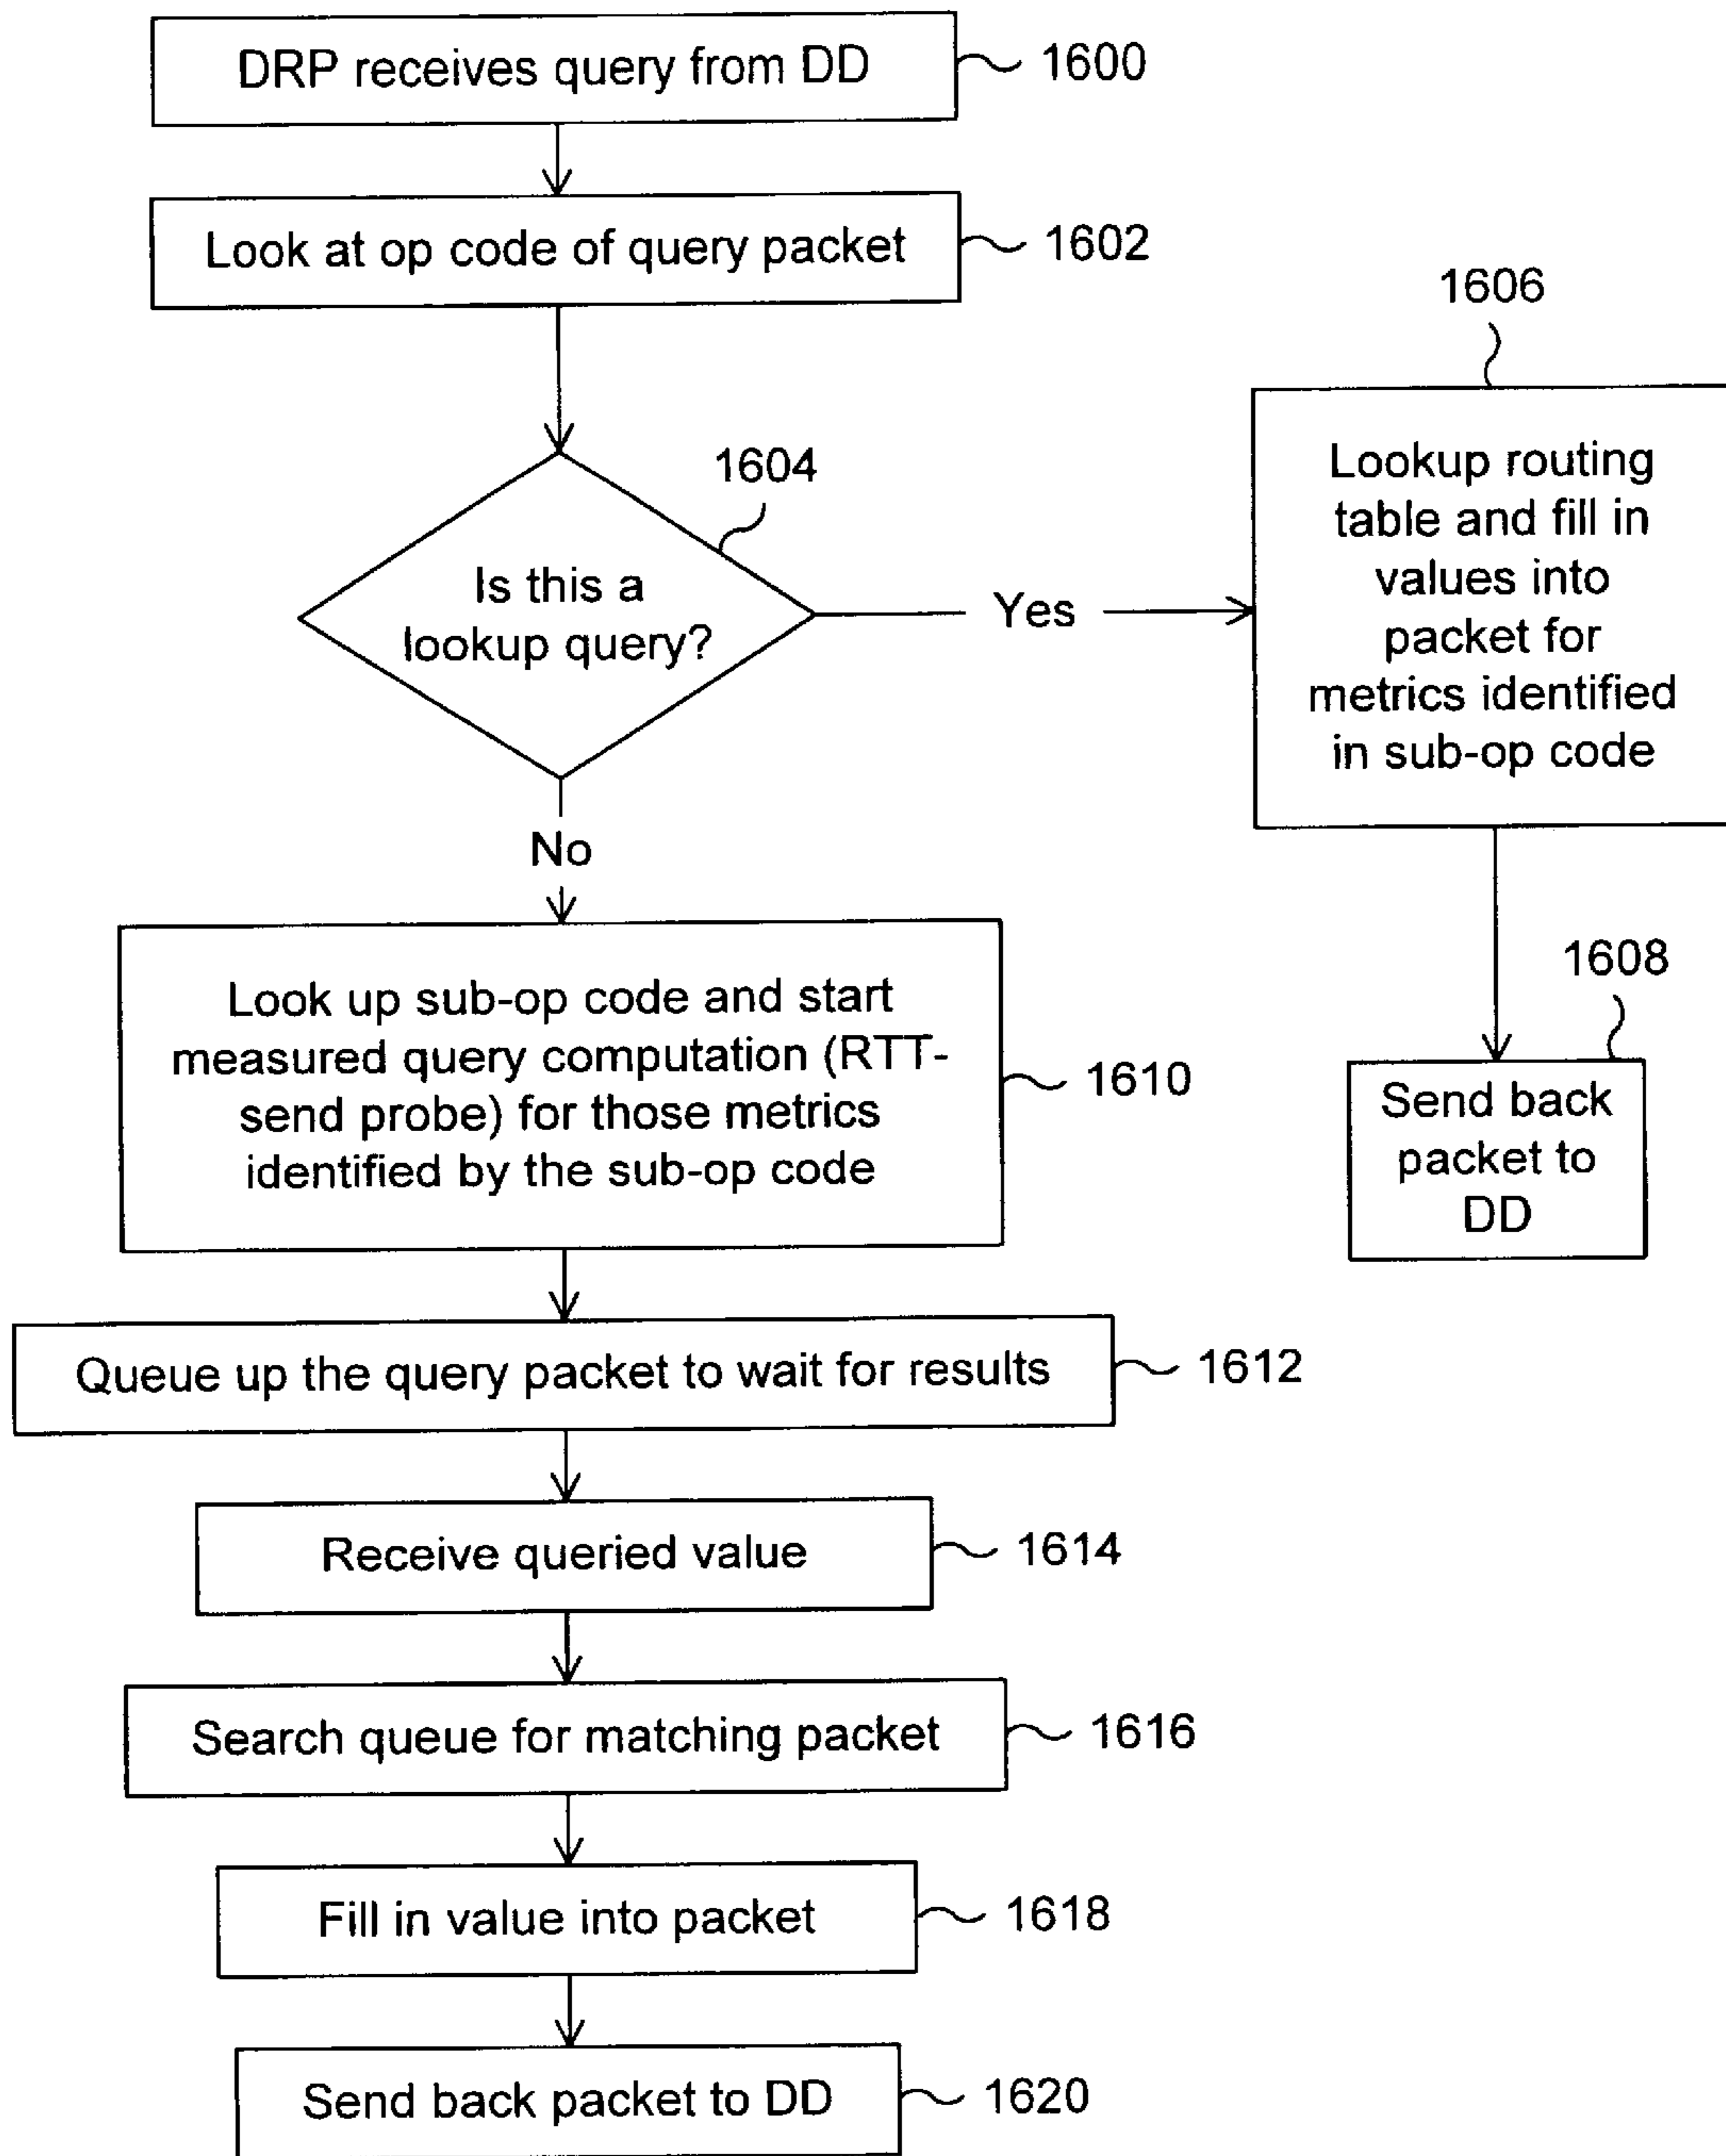 DRP receives query from DD
1600
Look at op code of query packet
1602
1604
Is this a
lookup query?
Yes
1606
Lookup routing
table and fill in
values into
packet for
metrics identified
in sub-op code
1608
Send back
packet to
DD
No
Look up sub-op code and start
measured query computation (RTT-
send probe) for those metrics
identified by the sub-op code
1610
Queue up the query packet to wait for results
1612
Receive queried value
1614
Search queue for matching packet
1616
Fill in value into packet
1618
Send back packet to DD
1620